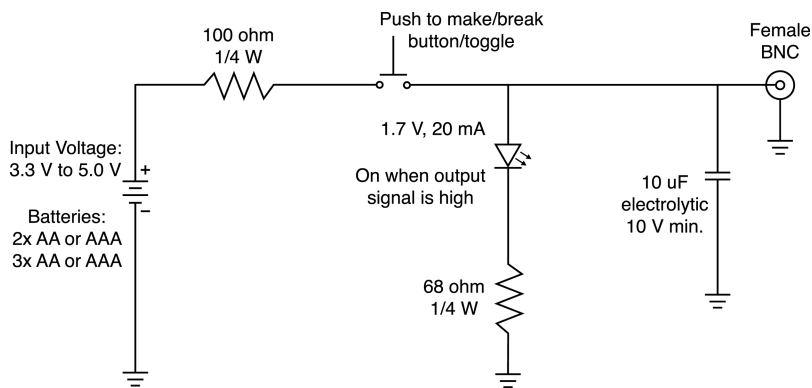 Push to make/break
button/toggle
100 ohm
1/4 W
Female
BNC
Input Voltage:
3.3 V to 5.0 V
+
–
Batteries:
2x AA or AAA
3x AA or AAA
1.7 V, 20 mA
On when output
signal is high
10 uF
electrolytic
10 V min.
68 ohm
1/4 W